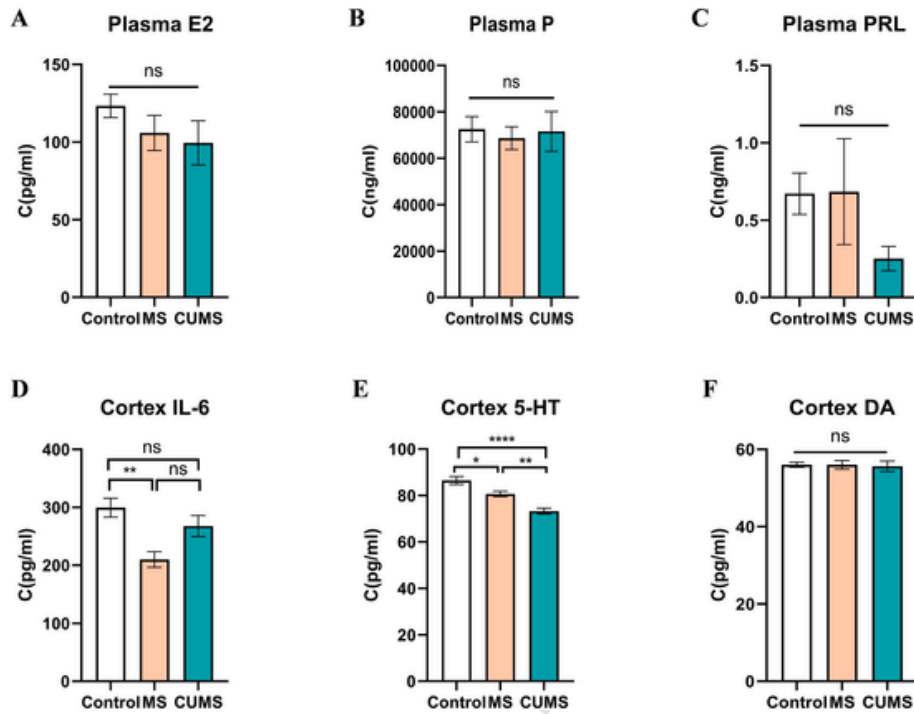 A
Plasma E2
C(pg/ml)
150
100
50
0
ns
Control MS CUMS
B
Plasma P
C(ng/ml)
100000
80000
60000
40000
20000
0
ns
Control MS CUMS
C
Plasma PRL
C(ng/ml)
1.5
1.0
0.5
0.0
ns
Control MS CUMS
D
Cortex IL-6
C(pg/ml)
400
300
200
100
0
ns
** ns
Control MS CUMS
E
Cortex 5-HT
C(pg/ml)
100
80
60
40
20
0
****
* **
Control MS CUMS
F
Cortex DA
C(pg/ml)
60
40
20
0
ns
Control MS CUMS